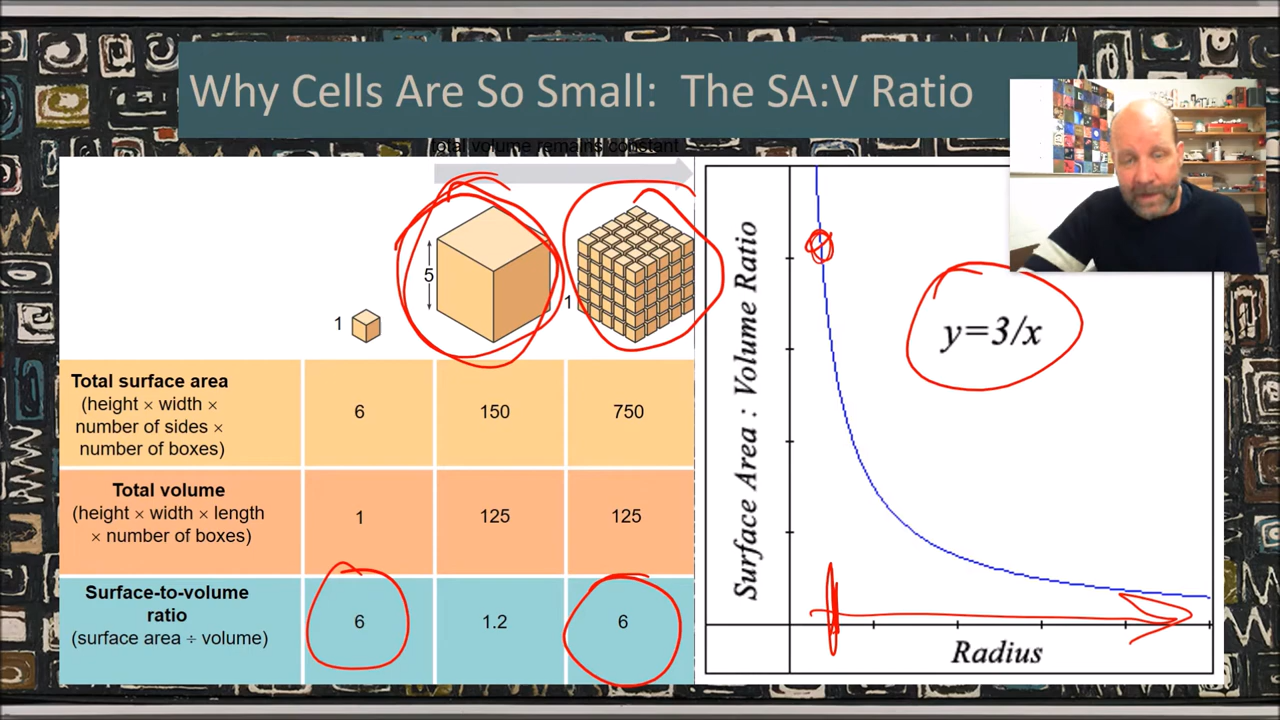 Why Cells Are So Small: The SA:V Ratio
Total volume remains constant
5
1
1
Total surface area
(height × width ×
number of sides ×
number of boxes)
6
150
750
Total volume
(height × width × length
× number of boxes)
1
125
125
Surface-to-volume
ratio
(surface area ÷ volume)
6
1.2
6
Surface Area : Volume Ratio
y=3/x
Radius